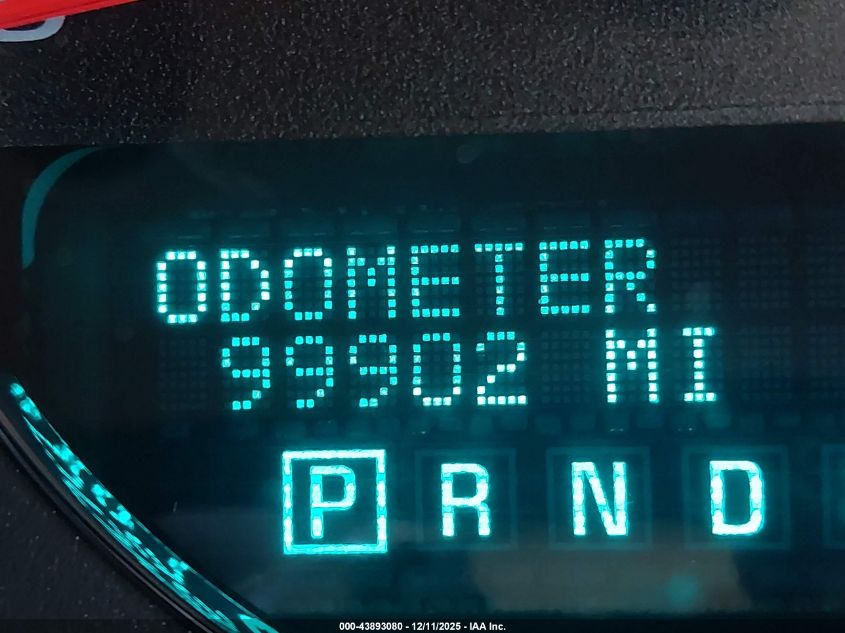 ODOMETER
99902 MI
P R N D
000-43893080 - 12/11/2025 - IAA Inc.